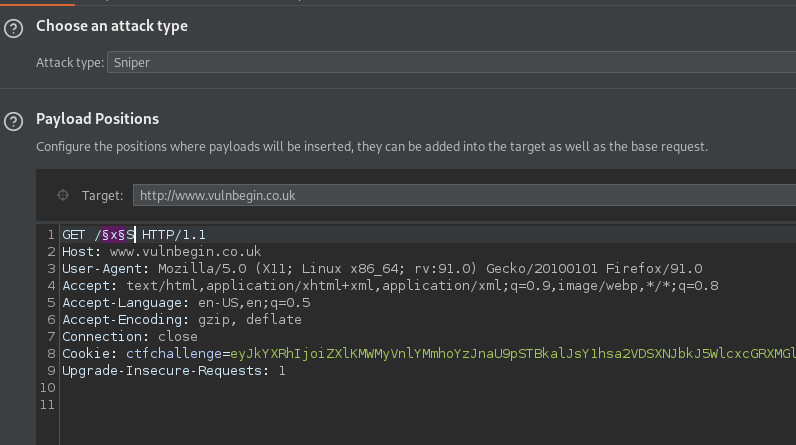 ? Choose an attack type
Attack type: Sniper
? Payload Positions
Configure the positions where payloads will be inserted, they can be added into the target as well as the base request.
Target: http://www.vulnbegin.co.uk
1 GET /§x§S HTTP/1.1
2 Host: www.vulnbegin.co.uk
3 User-Agent: Mozilla/5.0 (X11; Linux x86_64; rv:91.0) Gecko/20100101 Firefox/91.0
4 Accept: text/html,application/xhtml+xml,application/xml;q=0.9,image/webp,*/*;q=0.8
5 Accept-Language: en-US,en;q=0.5
6 Accept-Encoding: gzip, deflate
7 Connection: close
8 Cookie: ctfchallenge=eyJkYXRhIjoiZXlKMWMyVnlYMmhoYzJnaU9pSTBkalJsY1hsa2VDSXNJbkJ5WlcxcGRXMGl
9 Upgrade-Insecure-Requests: 1
10
11